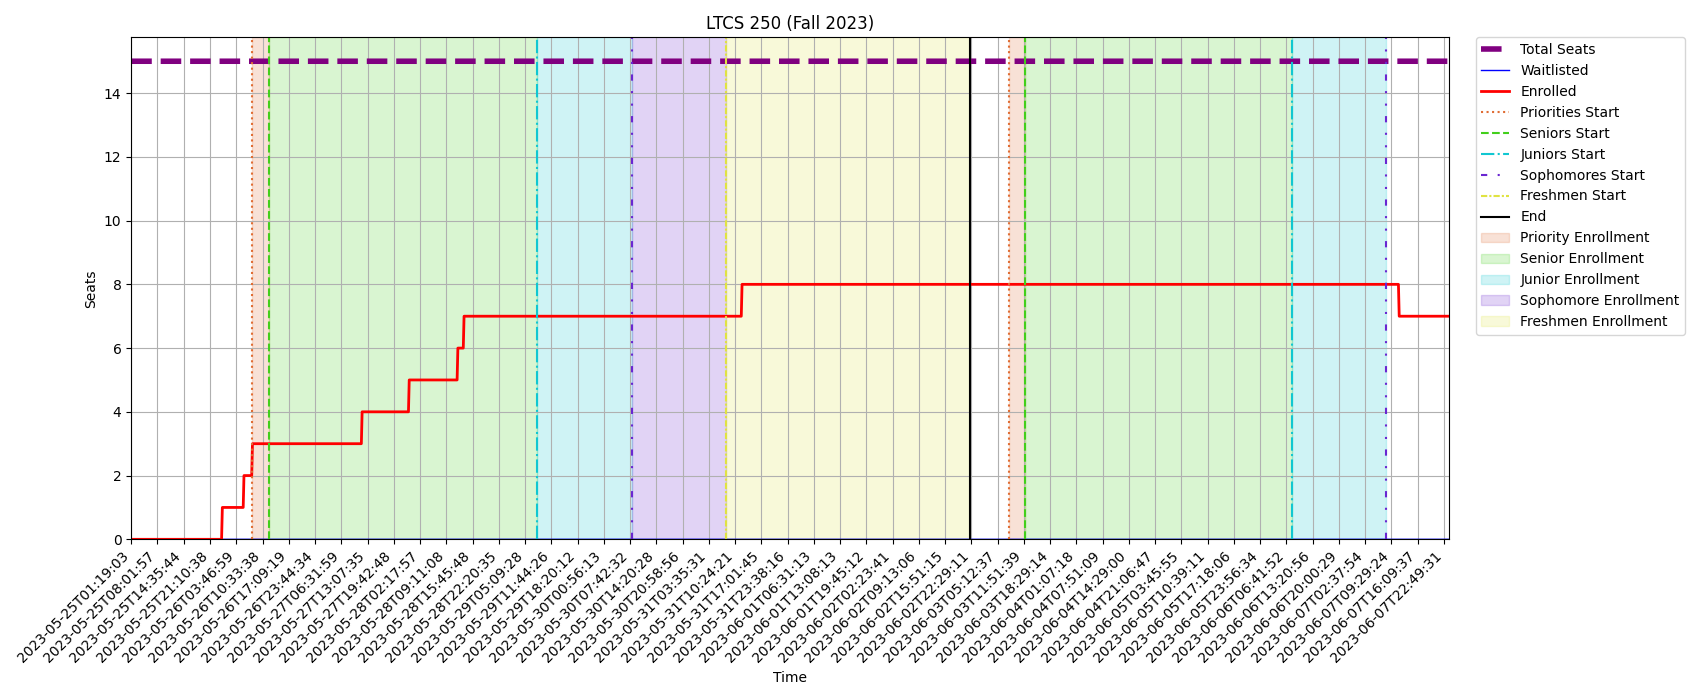 LTCS 250 (Fall 2023)
Seats
14
12
10
8
6
4
2
0
2023-05-25T01:19:03
2023-05-25T08:01:57
2023-05-25T14:35:44
2023-05-25T21:10:38
2023-05-26T03:46:59
2023-05-26T10:33:38
2023-05-26T17:09:19
2023-05-26T23:44:34
2023-05-27T06:31:59
2023-05-27T13:07:35
2023-05-27T19:42:48
2023-05-28T02:17:57
2023-05-28T09:11:08
2023-05-28T15:45:48
2023-05-28T22:20:35
2023-05-29T05:09:28
2023-05-29T11:44:26
2023-05-29T18:20:12
2023-05-30T00:56:13
2023-05-30T07:42:32
2023-05-30T14:20:28
2023-05-30T20:58:56
2023-05-31T03:35:31
2023-05-31T10:24:21
2023-05-31T17:01:45
2023-05-31T23:38:16
2023-06-01T06:31:13
2023-06-01T13:08:13
2023-06-01T19:45:12
2023-06-02T02:23:41
2023-06-02T09:13:06
2023-06-02T15:51:15
2023-06-02T22:29:11
2023-06-03T05:12:37
2023-06-03T11:51:39
2023-06-03T18:29:14
2023-06-04T01:07:18
2023-06-04T07:51:09
2023-06-04T14:29:00
2023-06-04T21:06:47
2023-06-05T03:45:55
2023-06-05T10:39:11
2023-06-05T17:18:06
2023-06-05T23:56:34
2023-06-06T06:41:52
2023-06-06T13:20:56
2023-06-06T20:00:29
2023-06-07T02:37:54
2023-06-07T09:29:24
2023-06-07T16:09:37
2023-06-07T22:49:31
Time
Total Seats
Waitlisted
Enrolled
Priorities Start
Seniors Start
Juniors Start
Sophomores Start
Freshmen Start
End
Priority Enrollment
Senior Enrollment
Junior Enrollment
Sophomore Enrollment
Freshmen Enrollment